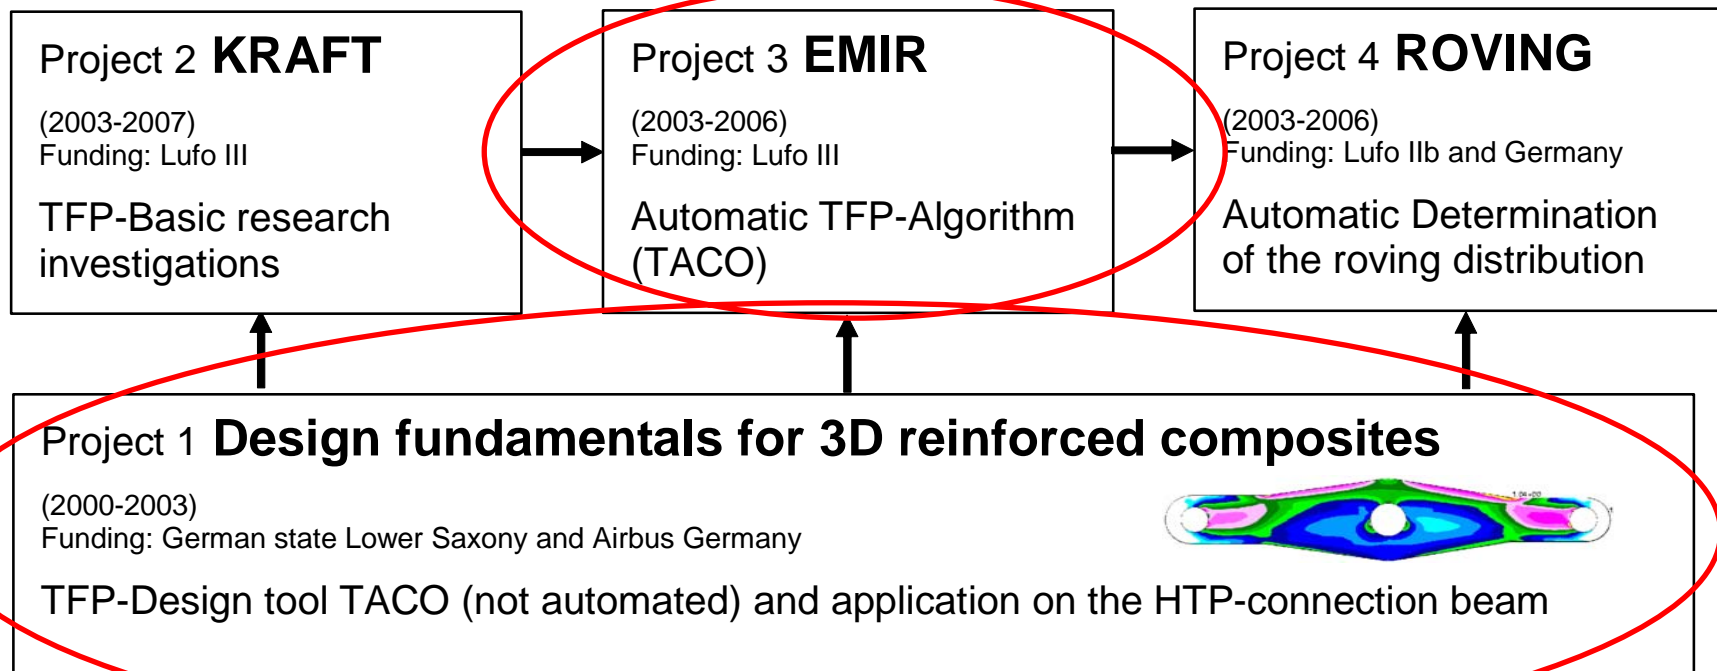 Project 2 KRAFT
(2003-2007)
Funding: Lufo III
TFP-Basic research
investigations
Project 3 EMIR
(2003-2006)
Funding: Lufo III
Automatic TFP-Algorithm
(TACO)
Project 4 ROVING
(2003-2006)
Funding: Lufo IIb and Germany
Automatic Determination
of the roving distribution
Project 1 Design fundamentals for 3D reinforced composites
(2000-2003)
Funding: German state Lower Saxony and Airbus Germany
TFP-Design tool TACO (not automated) and application on the HTP-connection beam